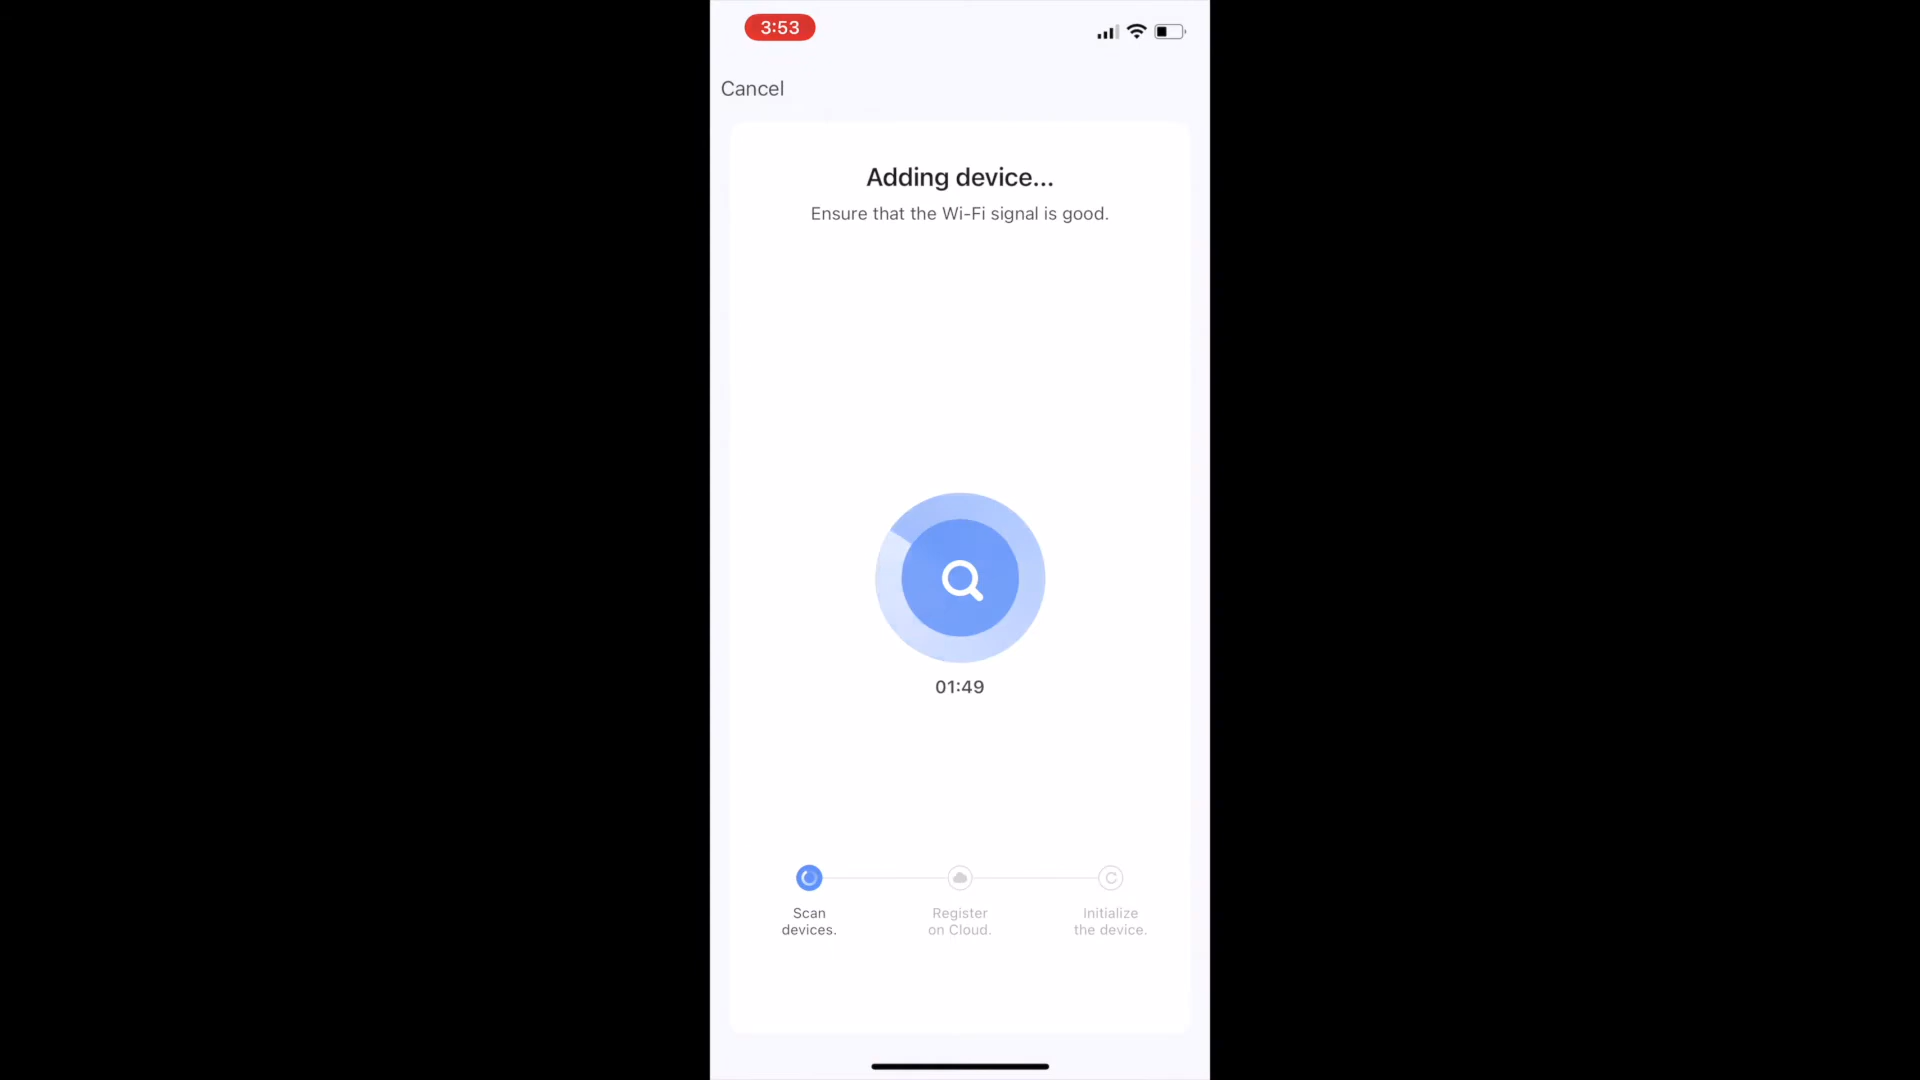 3:53
Cancel
Adding device...
Ensure that the Wi-Fi signal is good.
01:49
Scan
devices.
Register
on Cloud.
Initialize
the device.